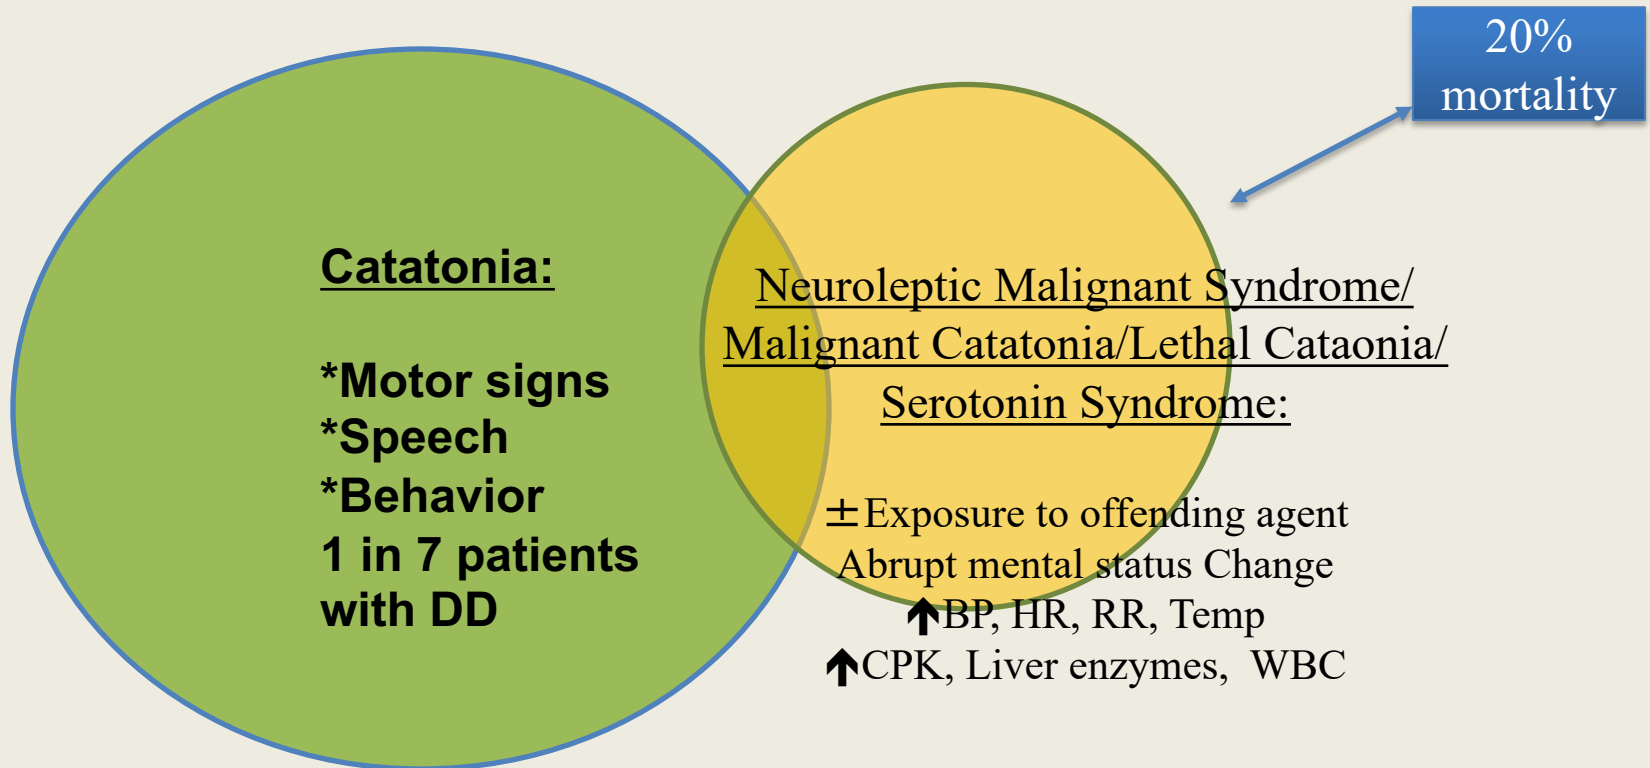 20%
mortality
Catatonia:
*Motor signs
*Speech
*Behavior
1 in 7 patients
with DD
Neuroleptic Malignant Syndrome/
Malignant Catatonia/Lethal Cataonia/
Serotonin Syndrome:
±Exposure to offending agent
Abrupt mental status Change
🡅BP, HR, RR, Temp
🡅CPK, Liver enzymes, WBC